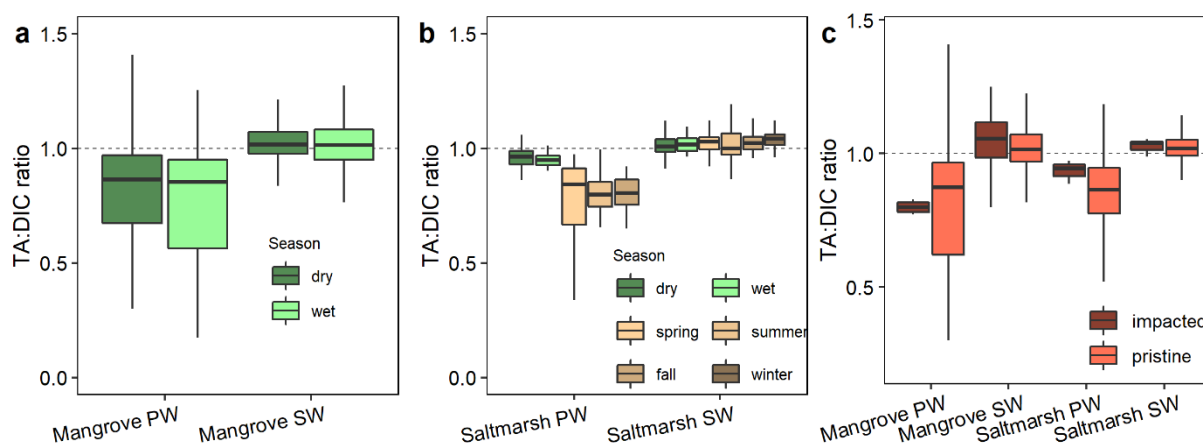 a
TA:DIC ratio
1.5
1.0
0.5
0.0
Season
dry
wet
Mangrove PW
Mangrove SW
b
TA:DIC ratio
1.5
1.0
0.5
0.0
Season
dry
wet
spring
summer
fall
winter
Saltmarsh PW
Saltmarsh SW
c
TA:DIC ratio
1.5
1.0
0.5
impacted
pristine
Mangrove PW
Mangrove SW
Saltmarsh PW
Saltmarsh SW